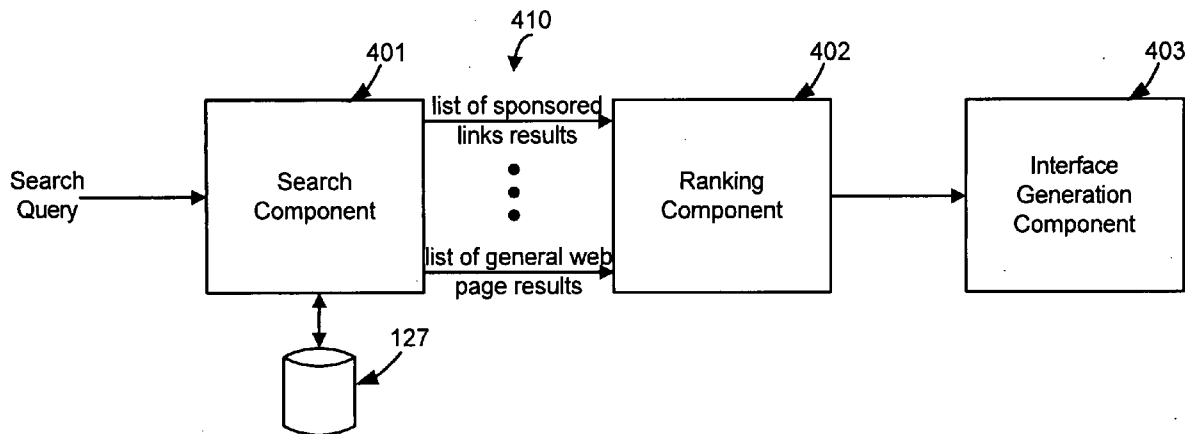 410
401
402
403
list of sponsored
links results
Search
Query
Search
Component
Ranking
Component
Interface
Generation
Component
list of general web
page results
127